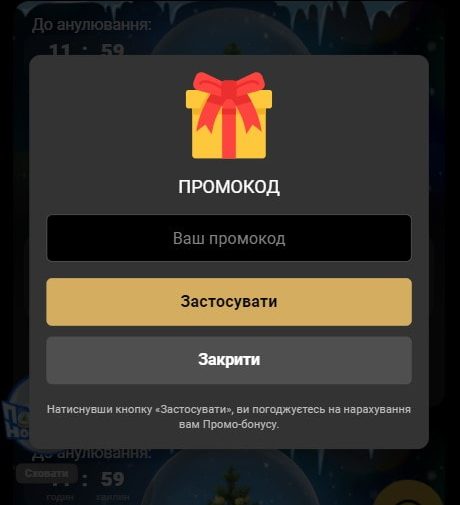 До анулювання:
11 : 59
ПРОМОКОД
Ваш промокод
Застосувати
Закрити
Натиснувши кнопку «Застосувати», ви погоджуєтесь на нарахування
вам Промо-бонусу.
До анулювання:
Сховати
: 59
годин хвилин